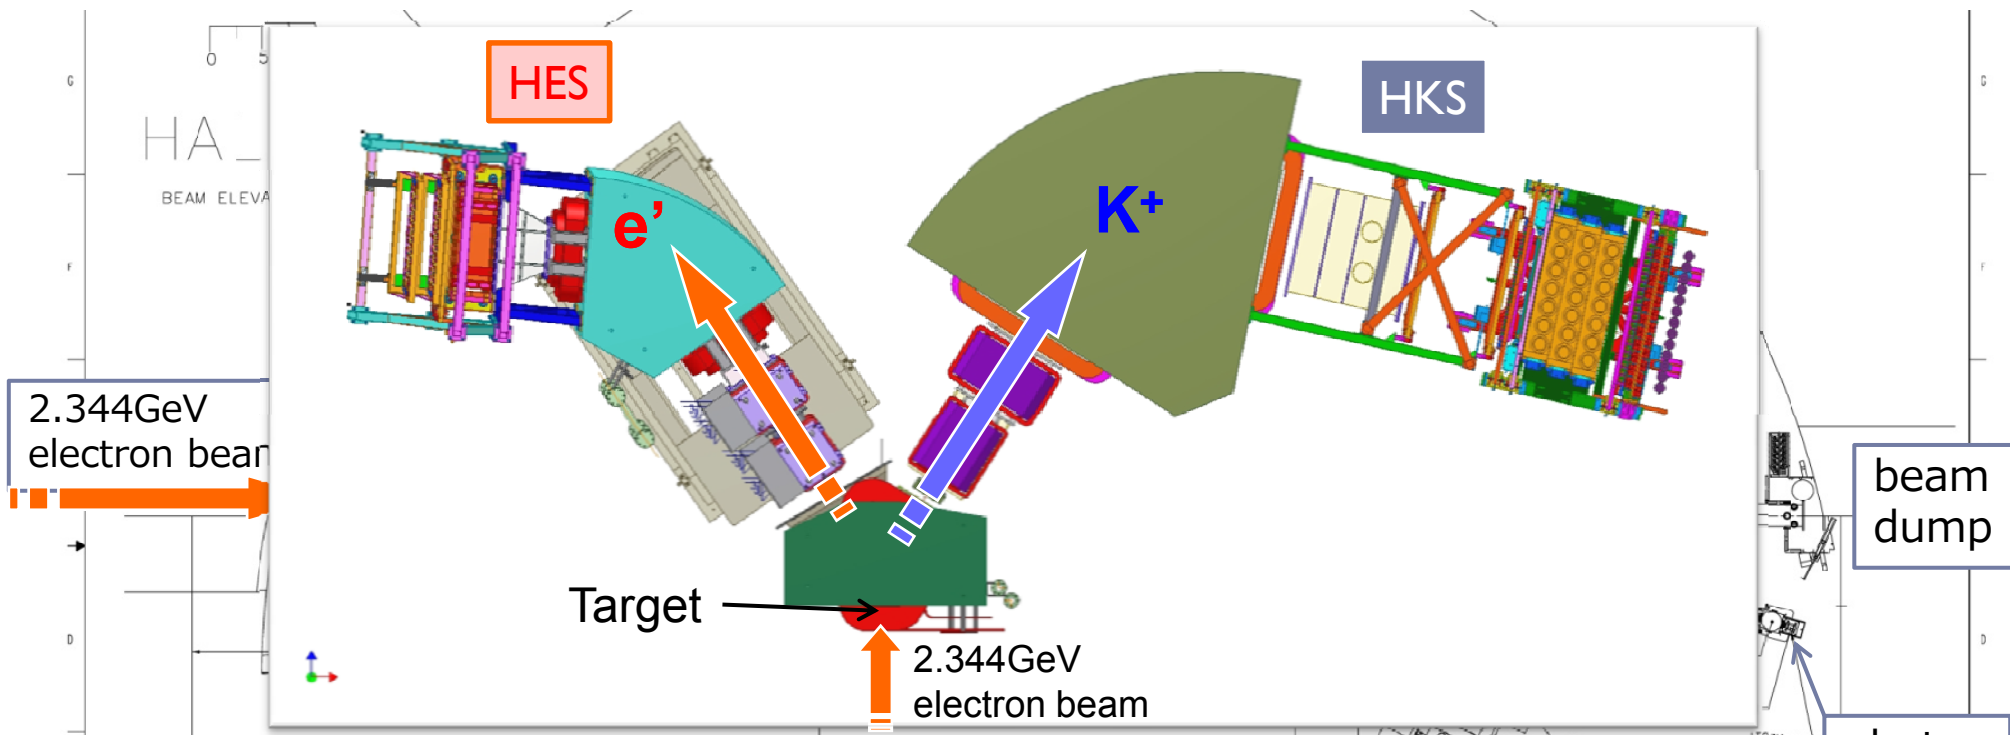 G
0 5
HES
HKS
G
HA
BEAM ELEVA
e’
K+
F
F
2.344GeV
electron bear
beam
dump
Target
D
D
2.344GeV
electron beam